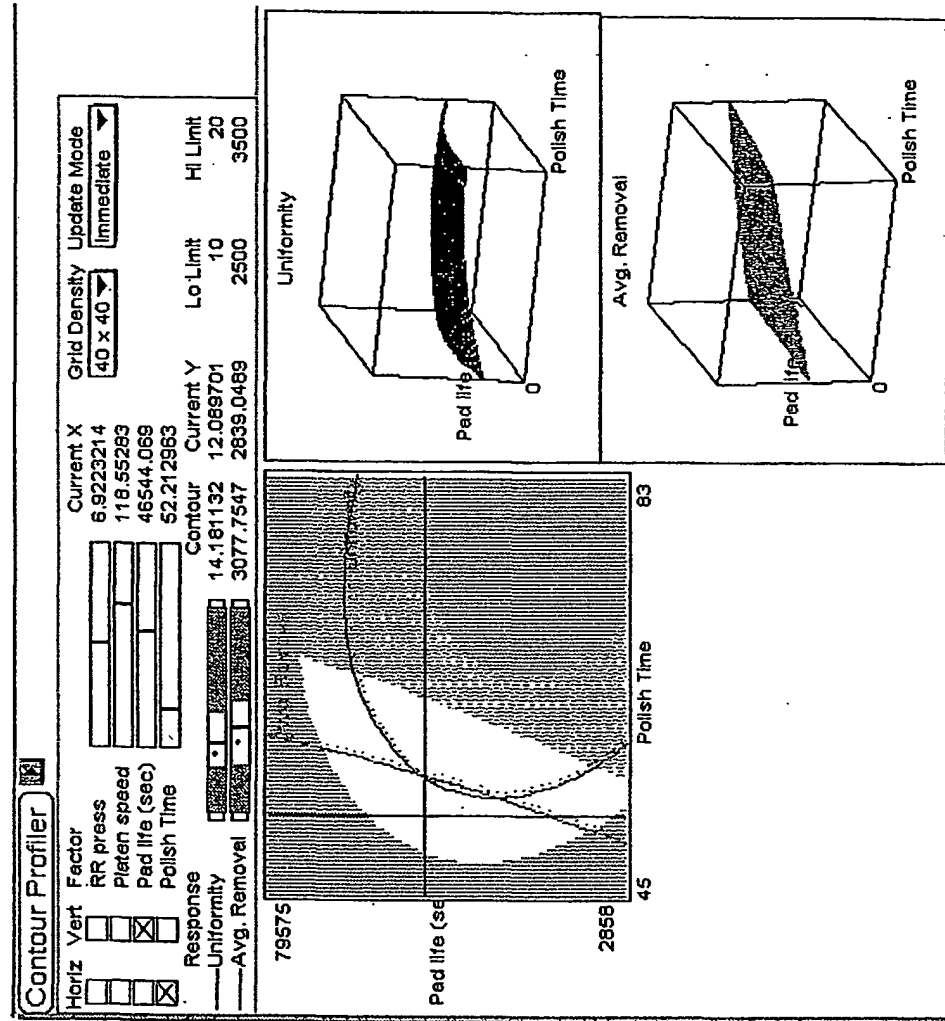 Contour Profiler
Horiz Vert Factor Current X Grid Density Update Mode
RR press 6.9223214 40 x 40 Immediate
Platen speed 118.55283
Pad life (sec) 46544.069
Polish Time 52.212963
Response Contour Current Y Lo Limit Hi Limit
Uniformity 14.181132 12.089701 10 20
Avg. Removal 3077.7547 2839.0489 2500 3500
79575
Pad life (se
2858
45
Polish Time
83
Uniformity
Pad life
0
Polish Time
Avg. Removal
Pad life
0
Polish Time